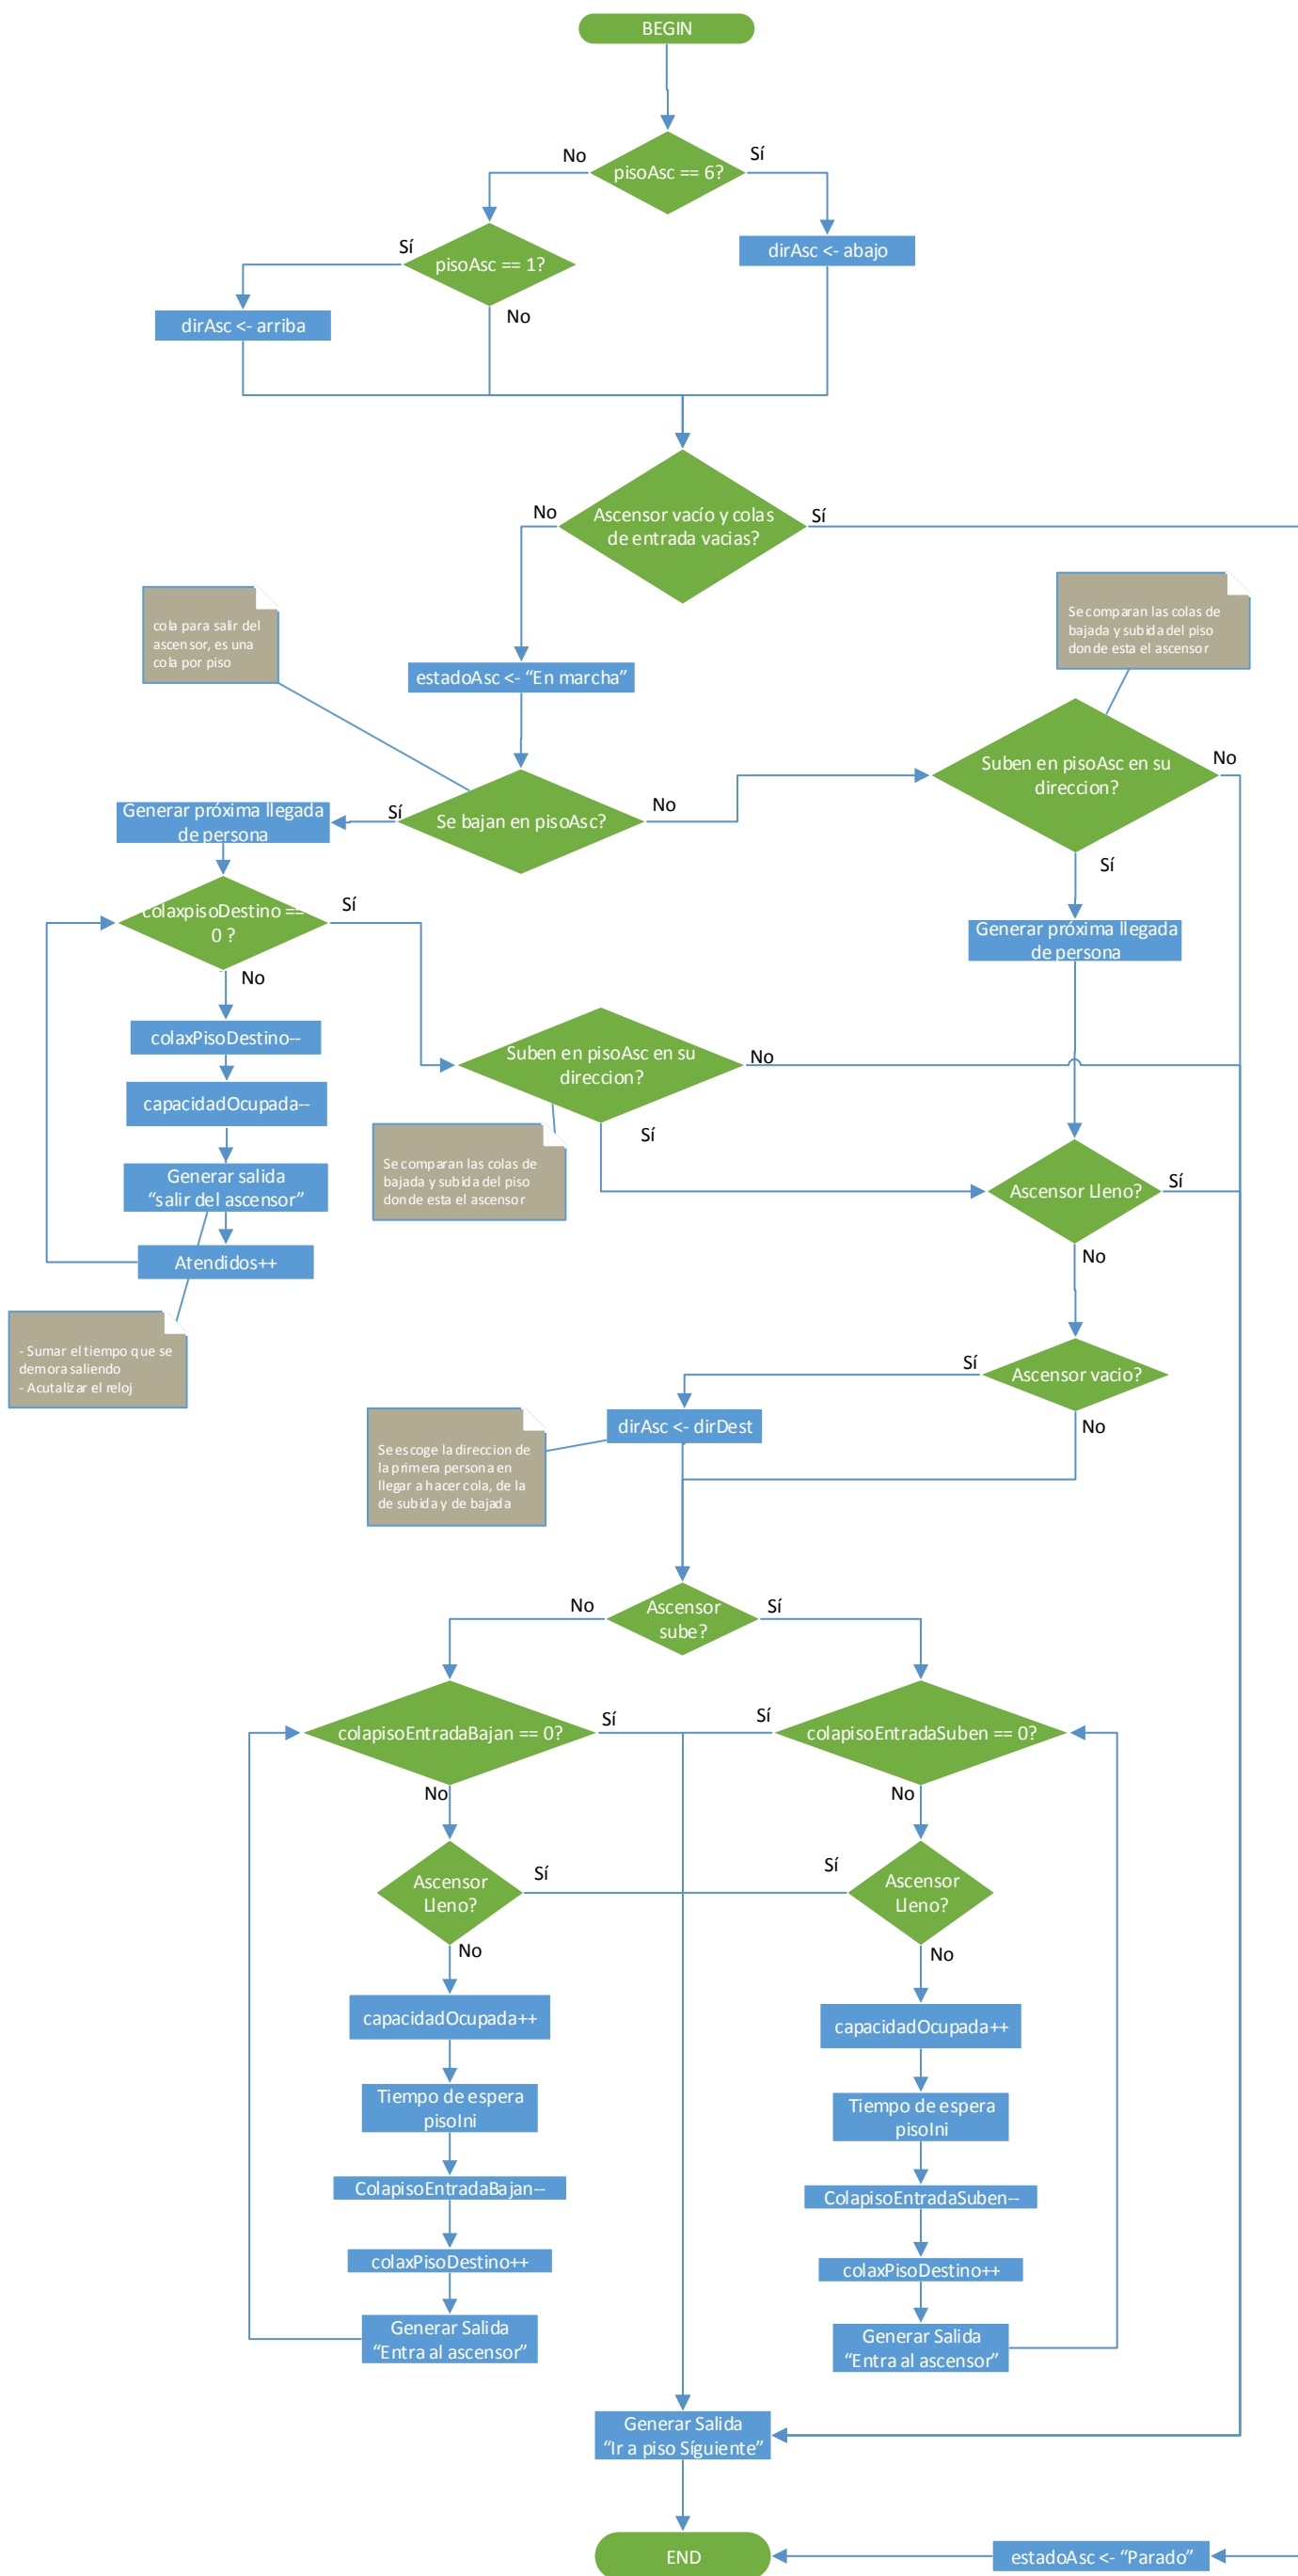 BEGIN
No
Sí
pisoAsc == 6?
Sí
pisoAsc == 1?
dirAsc <- abajo
No
dirAsc <- arriba
No
Ascensor vacío y colas
de entrada vacias?
Sí
cola para salir del
ascensor, es una
cola por piso
Se comparan las colas de
bajada y subida del piso
donde esta el ascensor
estadoAsc <- “En marcha”
Suben en pisoAsc en su
direccion?
No
Generar próxima llegada
de persona
Sí
Se bajan en pisoAsc?
No
Sí
colaxpisoDestino ==
0 ?
Sí
No
Generar próxima llegada
de persona
colaxPisoDestino--
Suben en pisoAsc en su
direccion?
No
capacidadOcupada--
Sí
Se comparan las colas de
bajada y subida del piso
donde esta el ascensor
Generar salida
“salir del ascensor”
Ascensor Lleno?
Sí
Atendidos++
No
- Sumar el tiempo que se
demora saliendo
- Acutalizar el reloj
Sí
Ascensor vacio?
No
dirAsc <- dirDest
Se escoge la direccion de
la primera persona en
llegar a hacer cola, de la
de subida y de bajada
No
Ascensor
sube?
Sí
colapisoEntradaBajan == 0?
Sí
Sí
colapisoEntradaSuben == 0?
No
No
Ascensor
Lleno?
Sí
Sí
Ascensor
Lleno?
No
No
capacidadOcupada++
capacidadOcupada++
Tiempo de espera
pisoIni
Tiempo de espera
pisoIni
ColapisoEntradaBajan--
ColapisoEntradaSuben--
colaxPisoDestino++
colaxPisoDestino++
Generar Salida
“Entra al ascensor”
Generar Salida
“Entra al ascensor”
Generar Salida
“Ir a piso Síguiente”
END
estadoAsc <- “Parado”